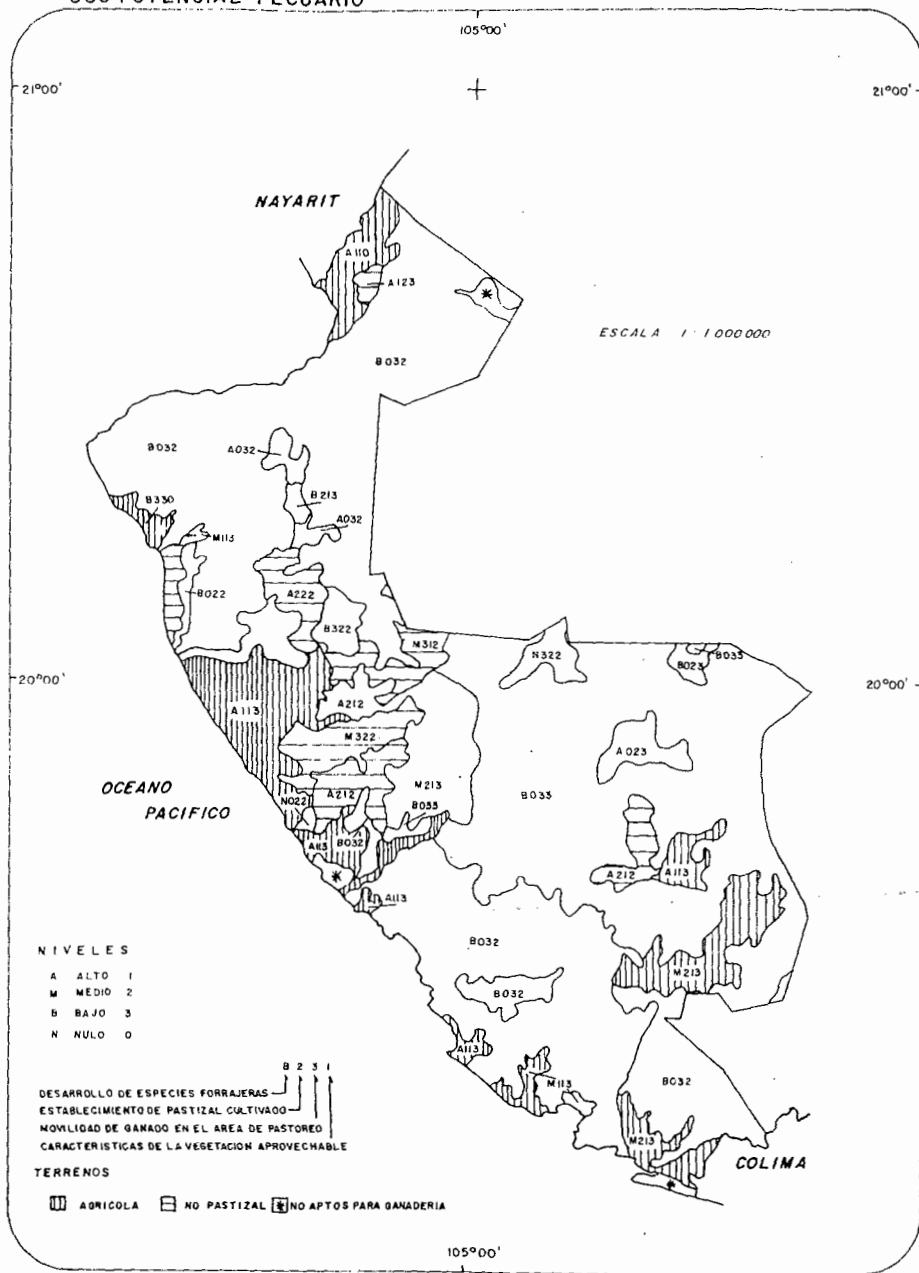 USO POTENCIAL PECUARIO
105°00'
21°00'
21°00'
NAYARIT
A110
A123
*
ESCALA 1:1 000 000
B032
B032
A032
B213
A032
B330
M113
B022
A222
B322
M312
N322
B033
B023
20°00'
20°00'
A113
A212
M322
A023
OCEANO
PACIFICO
M213
B033
N022
A212
B033
A113
B032
A212
A113
*
A113
B032
M213
B032
NIVELES
A ALTO 1
M MEDIO 2
B BAJO 3
N NULO 0
A113
M113
B032
B 2 3 1
DESARROLLO DE ESPECIES FORRAJERAS
ESTABLECIMIENTO DE PASTIZAL CULTIVADO
MOVILIDAD DE GANADO EN EL AREA DE PASTOREO
CARACTERISTICAS DE LA VEGETACION APROVECHABLE
M213
COLIMA
*
TERRENOS
AGRICOLA NO PASTIZAL * NO APTOS PARA GANADERIA
105°00'